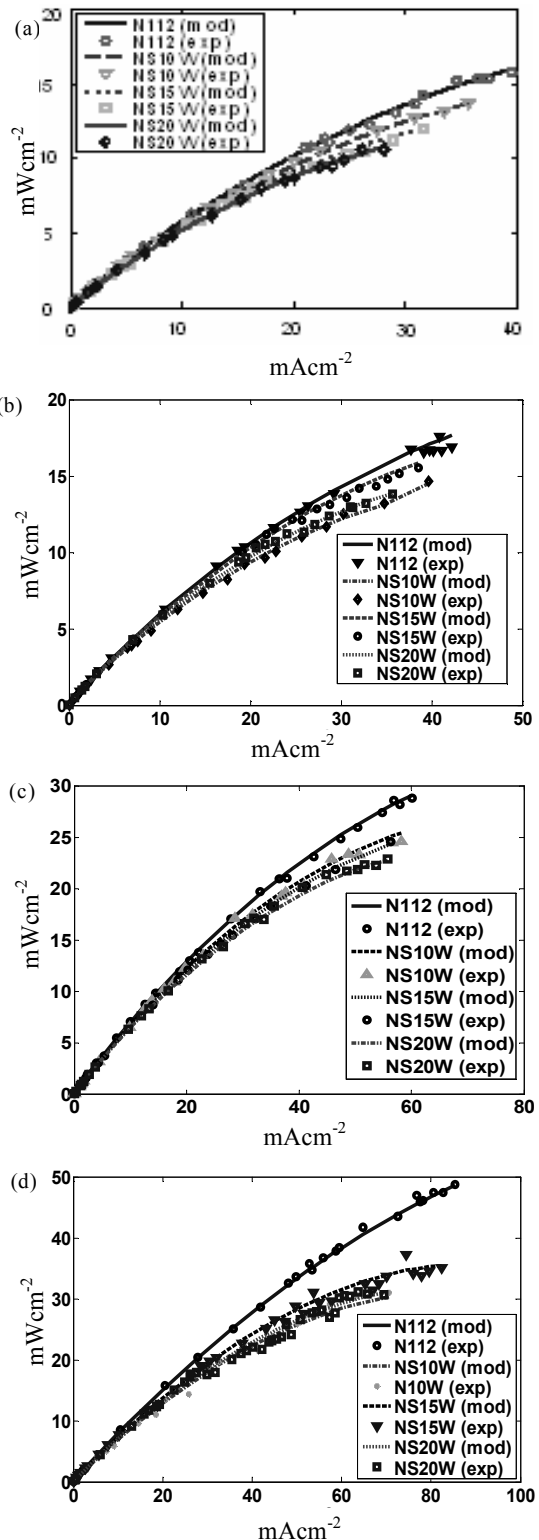 (a)
20
15
10
5
0
mWcm-2
N112 (mod)
N112 (exp)
NS10W (mod)
NS10W (exp)
NS15W (mod)
NS15W (exp)
NS20W (mod)
NS20W (exp)
0 10 20 30 40
mAcm-2
(b)
20
15
10
5
0
mWcm-2
N112 (mod)
N112 (exp)
NS10W (mod)
NS10W (exp)
NS15W (mod)
NS15W (exp)
NS20W (mod)
NS20W (exp)
0 10 20 30 40 50
mAcm-2
(c)
30
25
20
15
10
5
0
mWcm-2
N112 (mod)
N112 (exp)
NS10W (mod)
NS10W (exp)
NS15W (mod)
NS15W (exp)
NS20W (mod)
NS20W (exp)
0 20 40 60 80
mAcm-2
(d)
50
40
30
20
10
0
mWcm-2
N112 (mod)
N112 (exp)
NS10W (mod)
N10W (exp)
NS15W (mod)
NS15W (exp)
NS20W (mod)
NS20W (exp)
0 20 40 60 80 100
mAcm-2